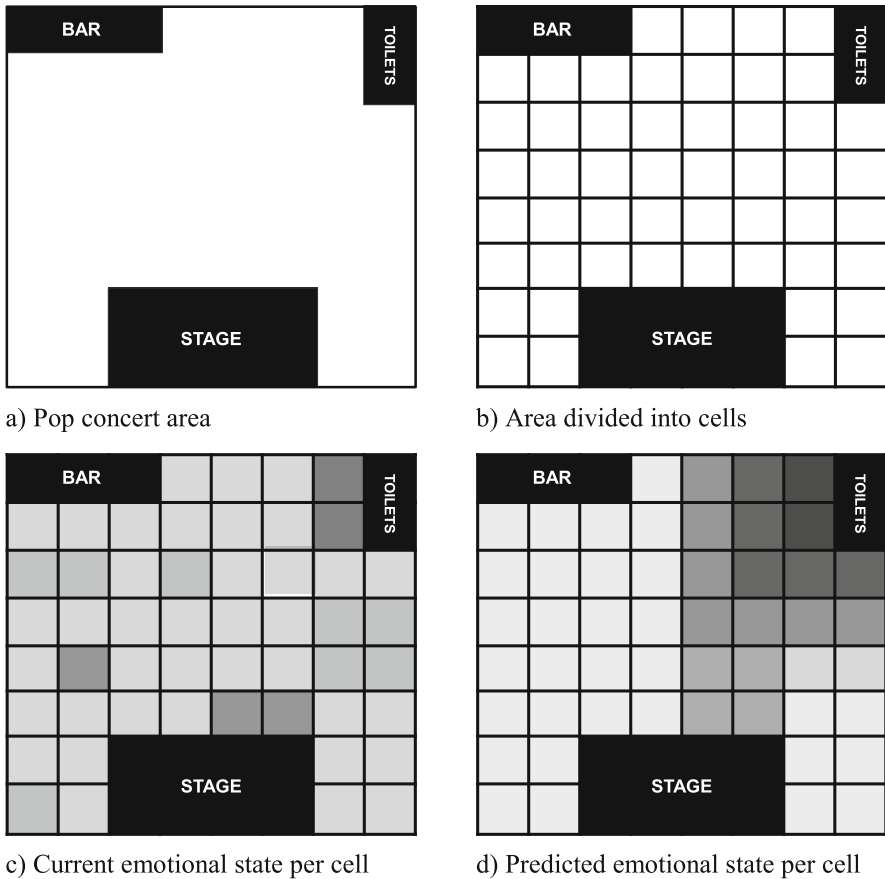 BAR
TOILETS
STAGE
a) Pop concert area
BAR
TOILETS
STAGE
b) Area divided into cells
BAR
TOILETS
STAGE
c) Current emotional state per cell
BAR
TOILETS
STAGE
d) Predicted emotional state per cell